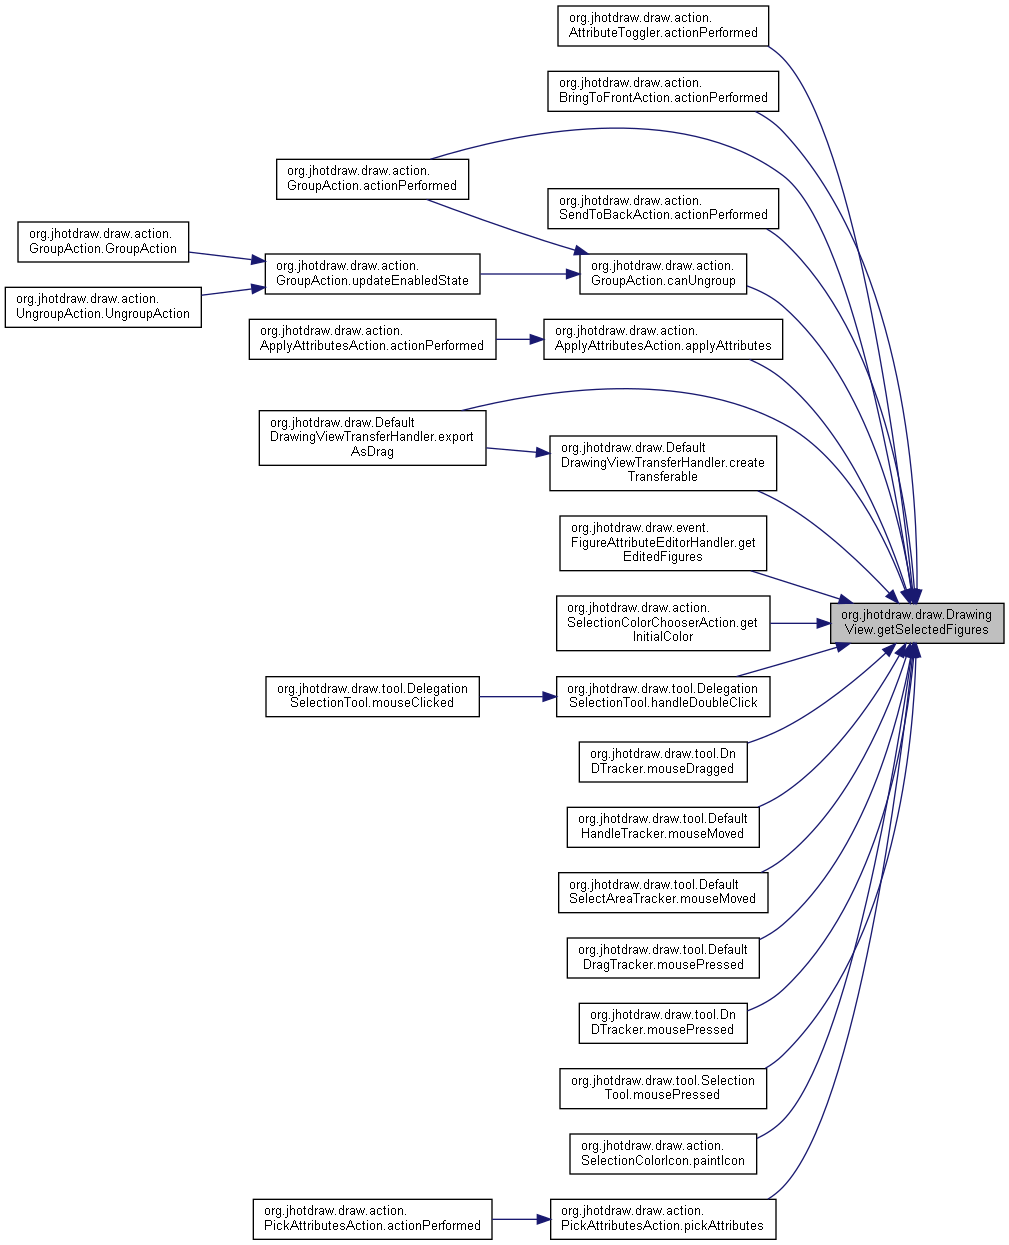 org.jhotdraw.draw.action.
AttributeToggler.actionPerformed
org.jhotdraw.draw.action.
BringToFrontAction.actionPerformed
org.jhotdraw.draw.action.
GroupAction.actionPerformed
org.jhotdraw.draw.action.
SendToBackAction.actionPerformed
org.jhotdraw.draw.action.
GroupAction.GroupAction
org.jhotdraw.draw.action.
GroupAction.updateEnabledState
org.jhotdraw.draw.action.
GroupAction.canUngroup
org.jhotdraw.draw.action.
UngroupAction.UngroupAction
org.jhotdraw.draw.action.
ApplyAttributesAction.actionPerformed
org.jhotdraw.draw.action.
ApplyAttributesAction.applyAttributes
org.jhotdraw.draw.Default
DrawingViewTransferHandler.export
AsDrag
org.jhotdraw.draw.Default
DrawingViewTransferHandler.create
Transferable
org.jhotdraw.draw.event.
FigureAttributeEditorHandler.get
EditedFigures
org.jhotdraw.draw.action.
SelectionColorChooserAction.get
InitialColor
org.jhotdraw.draw.Drawing
View.getSelectedFigures
org.jhotdraw.draw.tool.Delegation
SelectionTool.mouseClicked
org.jhotdraw.draw.tool.Delegation
SelectionTool.handleDoubleClick
org.jhotdraw.draw.tool.Dn
DTracker.mouseDragged
org.jhotdraw.draw.tool.Default
HandleTracker.mouseMoved
org.jhotdraw.draw.tool.Default
SelectAreaTracker.mouseMoved
org.jhotdraw.draw.tool.Default
DragTracker.mousePressed
org.jhotdraw.draw.tool.Dn
DTracker.mousePressed
org.jhotdraw.draw.tool.Selection
Tool.mousePressed
org.jhotdraw.draw.action.
SelectionColorIcon.paintIcon
org.jhotdraw.draw.action.
PickAttributesAction.actionPerformed
org.jhotdraw.draw.action.
PickAttributesAction.pickAttributes